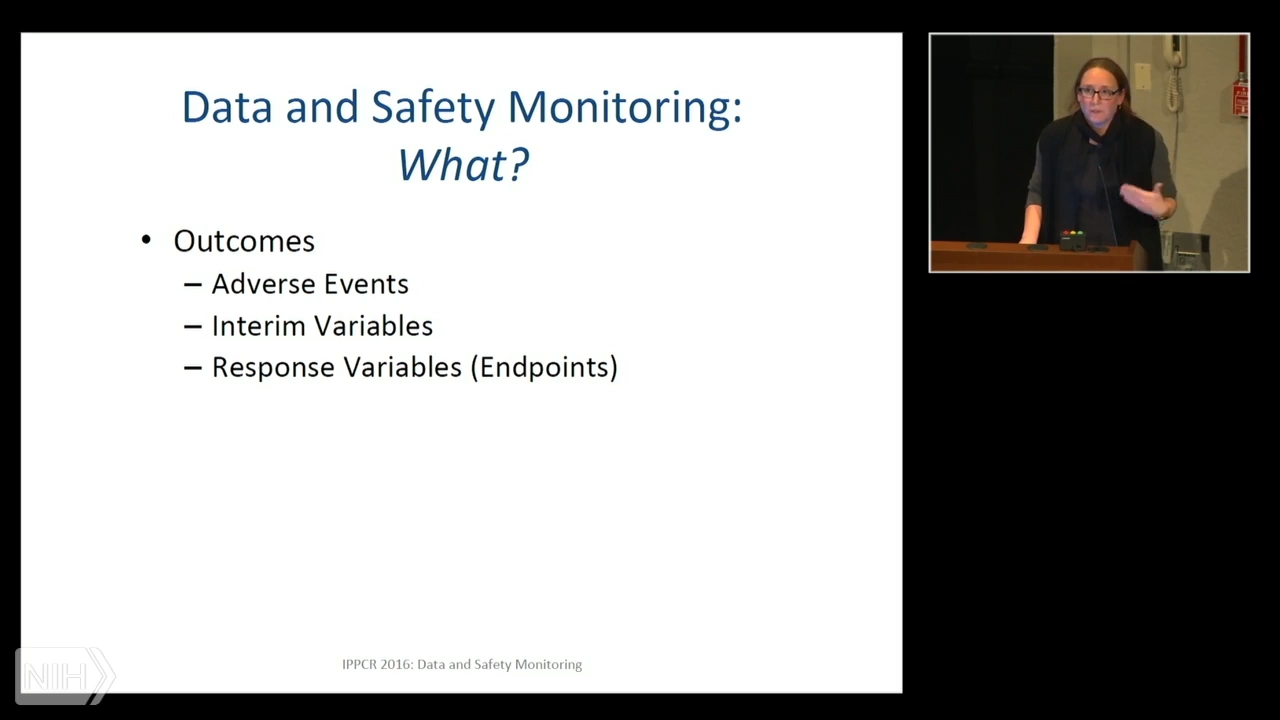 Data and Safety Monitoring:
What?
• Outcomes
– Adverse Events
– Interim Variables
– Response Variables (Endpoints)
IPPCR 2016: Data and Safety Monitoring
NIH